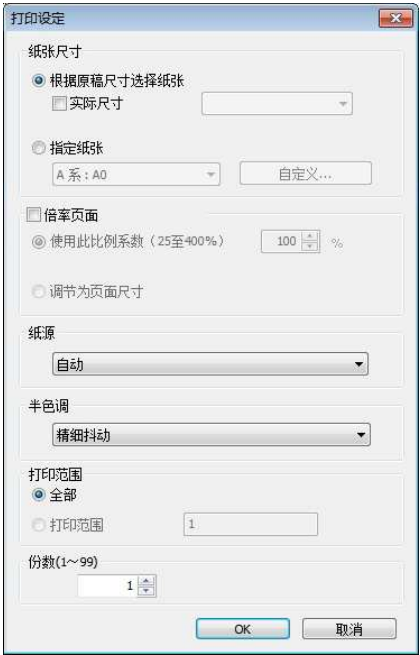 打印设定
纸张尺寸
根据原稿尺寸选择纸张
实际尺寸
指定纸张
A 系 : A0
自定义...
倍率页面
使用此比例系数（25至400%） 100 %
调节为页面尺寸
纸源
自动
半色调
精细抖动
打印范围
全部
打印范围 1
份数(1～99)
1
OK 取消